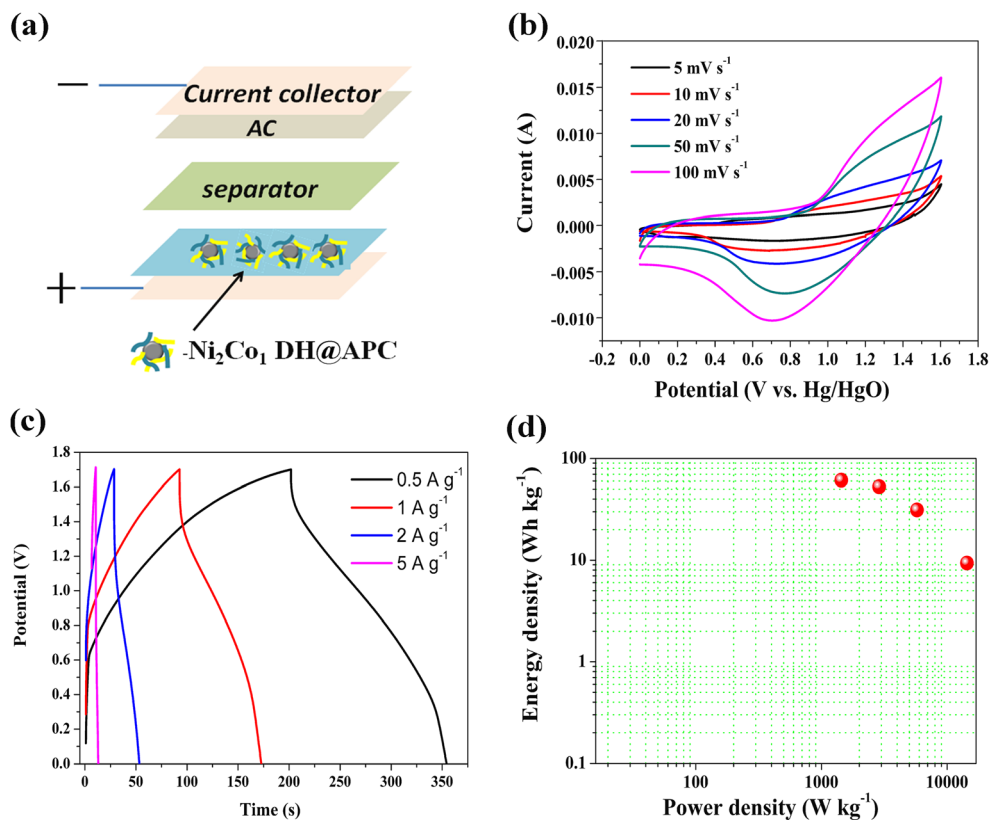 (a)
−
Current collector
AC
separator
+
-Ni₂Co₁ DH@APC
(b)
0.020
0.015
0.010
0.005
0.000
-0.005
-0.010
Current (A)
5 mV s⁻¹
10 mV s⁻¹
20 mV s⁻¹
50 mV s⁻¹
100 mV s⁻¹
-0.2 0.0 0.2 0.4 0.6 0.8 1.0 1.2 1.4 1.6 1.8
Potential (V vs. Hg/HgO)
(c)
1.8
1.6
1.4
1.2
1.0
0.8
0.6
0.4
0.2
0.0
Potential (V)
0.5 A g⁻¹
1 A g⁻¹
2 A g⁻¹
5 A g⁻¹
0 50 100 150 200 250 300 350
Time (s)
(d)
100
10
1
0.1
Energy density (Wh kg⁻¹)
100 1000 10000
Power density (W kg⁻¹)